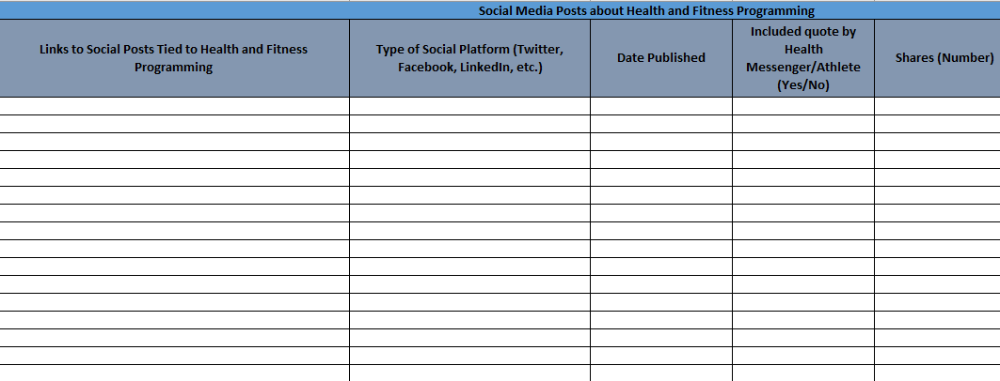 Social Media Posts about Health and Fitness Programming
Links to Social Posts Tied to Health and Fitness
Programming
Type of Social Platform (Twitter,
Facebook, LinkedIn, etc.)
Date Published
Included quote by
Health
Messenger/Athlete
(Yes/No)
Shares (Number)